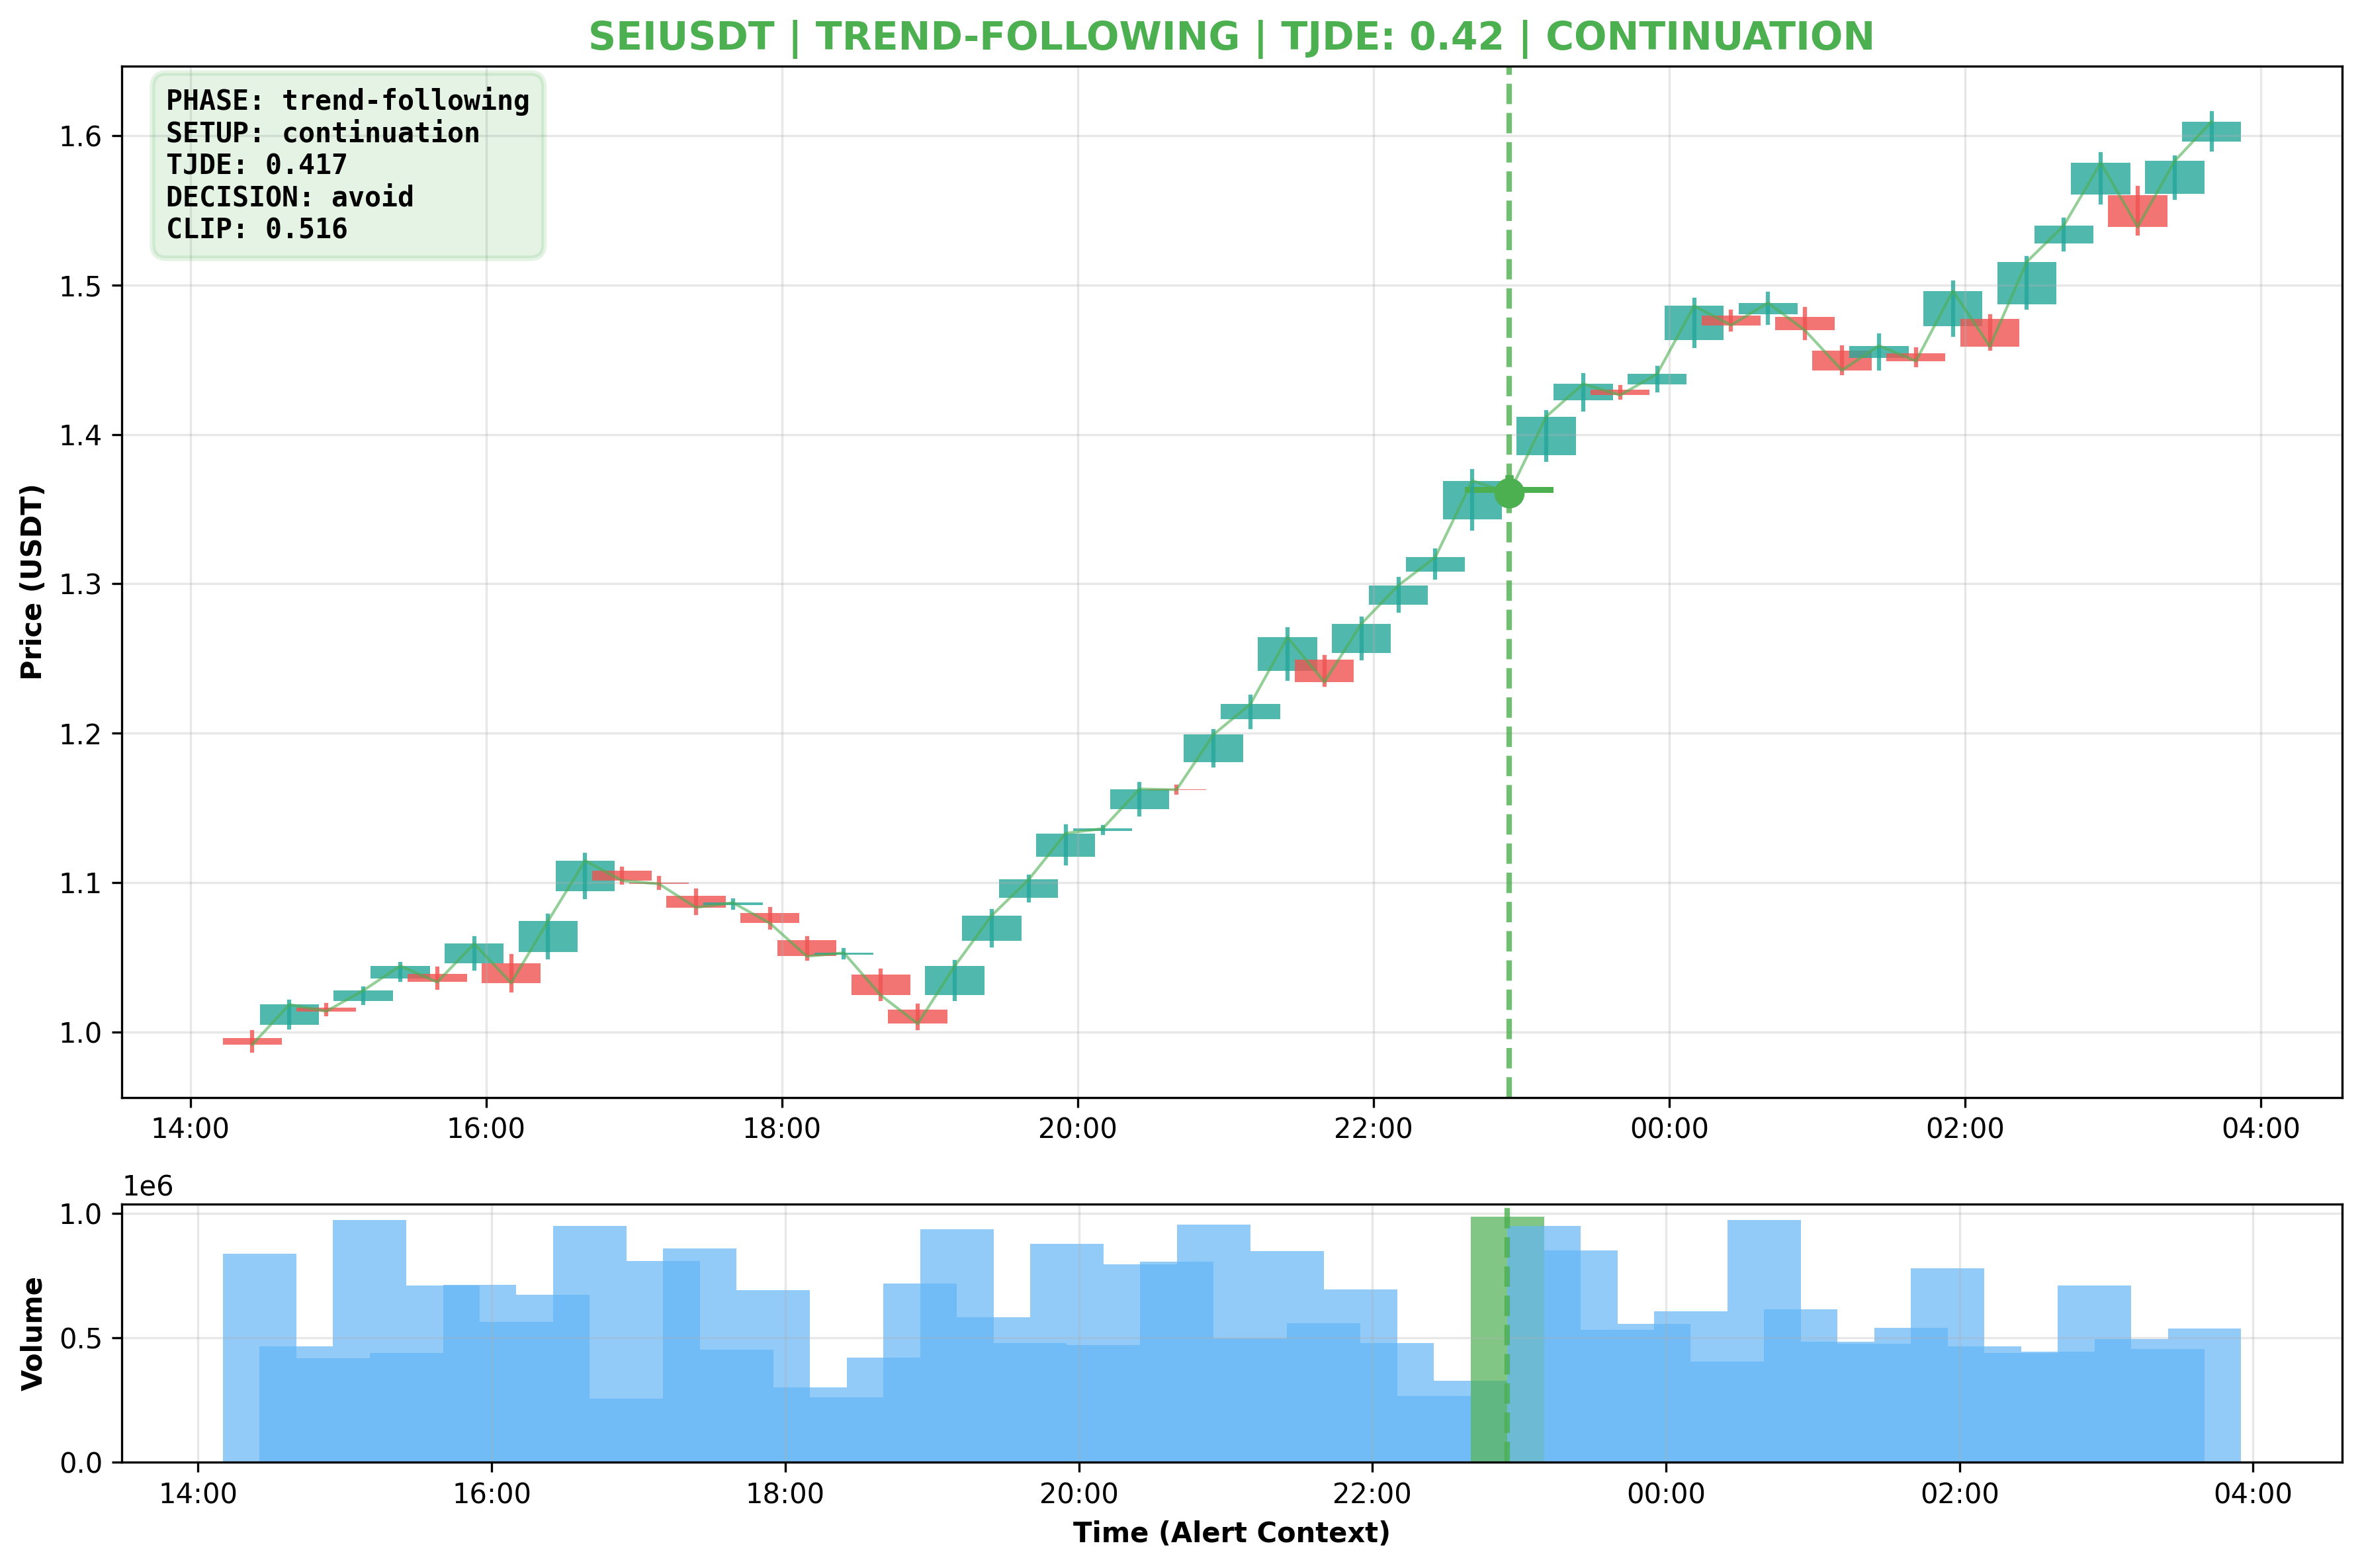 SEIUSDT | TREND-FOLLOWING | TJDE: 0.42 | CONTINUATION
PHASE: trend-following
SETUP: continuation
TJDE: 0.417
DECISION: avoid
CLIP: 0.516
Price (USDT)
1.6
1.5
1.4
1.3
1.2
1.1
1.0
14:00 16:00 18:00 20:00 22:00 00:00 02:00 04:00
1e6
Volume
1.0
0.5
0.0
14:00 16:00 18:00 20:00 22:00 00:00 02:00 04:00
Time (Alert Context)